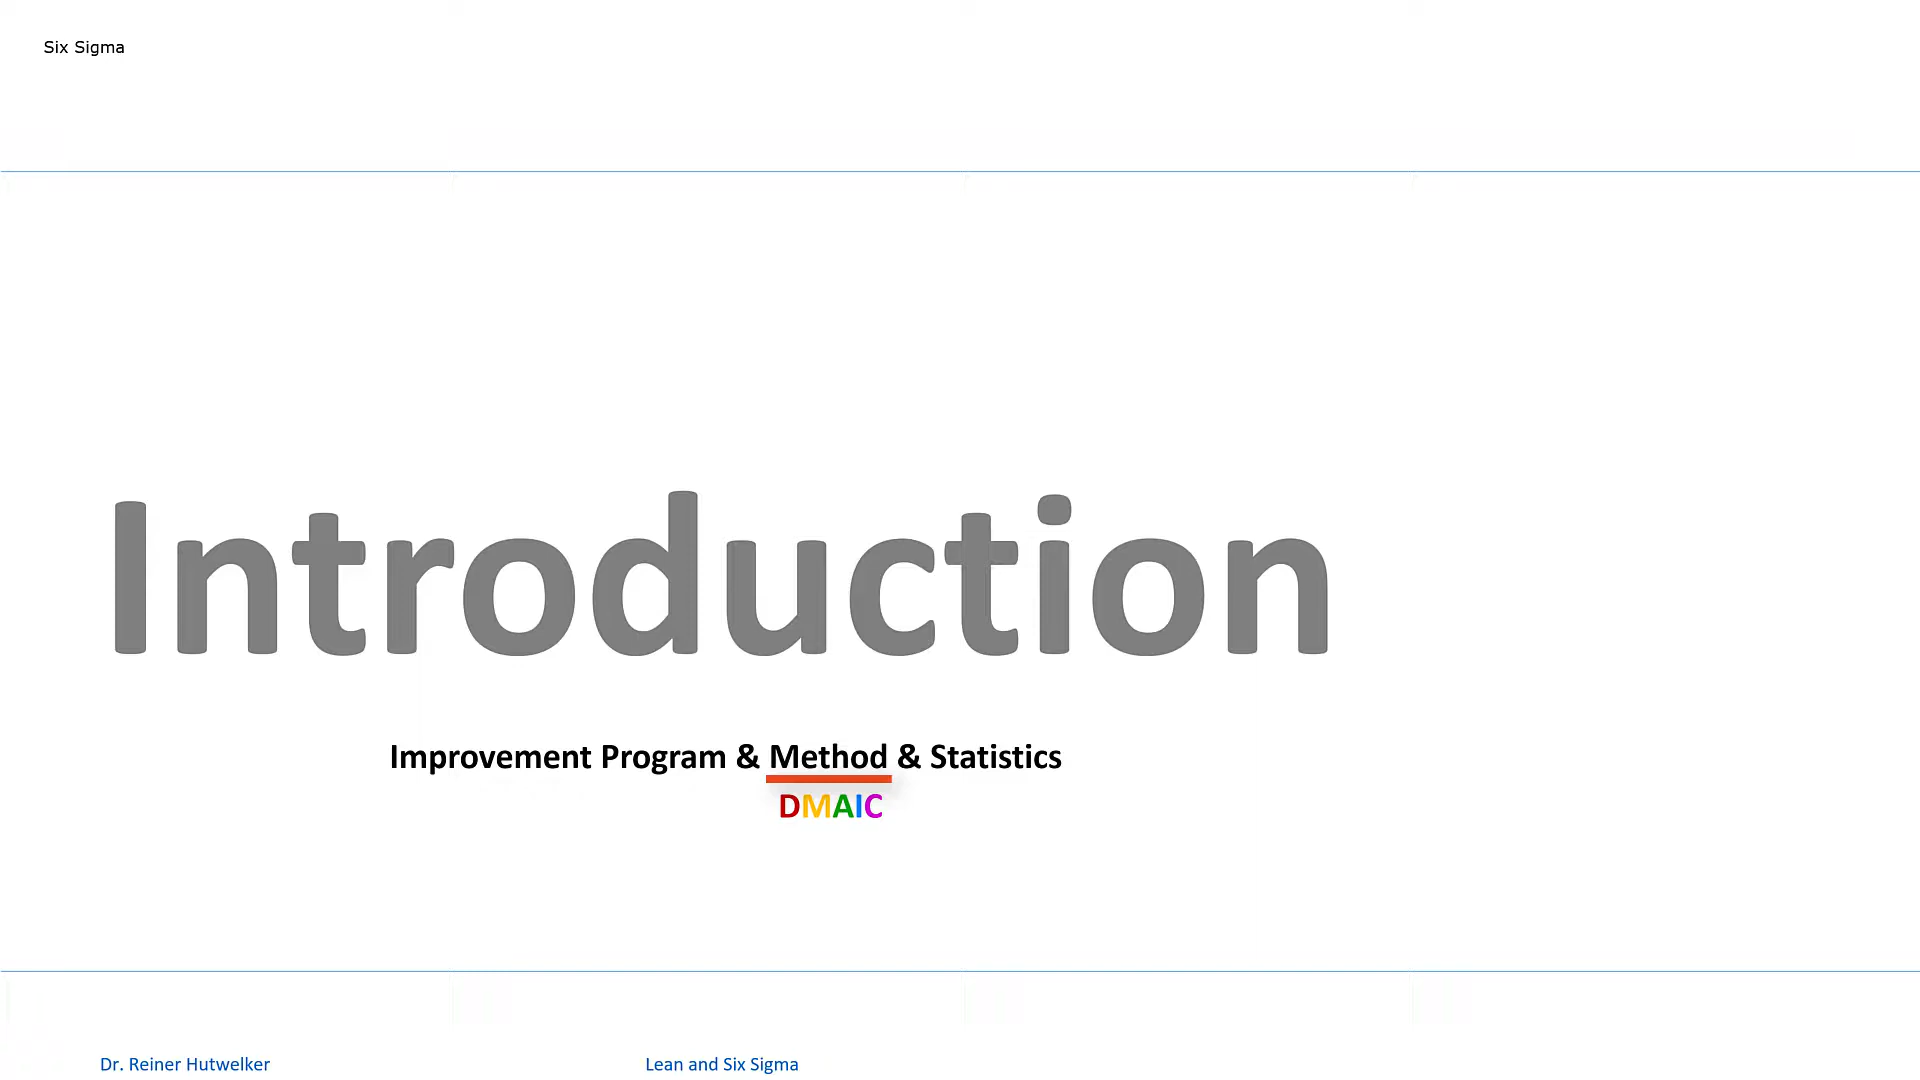 Six Sigma
Introduction
Improvement Program & Method & Statistics
DMAIC
Dr. Reiner Hutwelker
Lean and Six Sigma